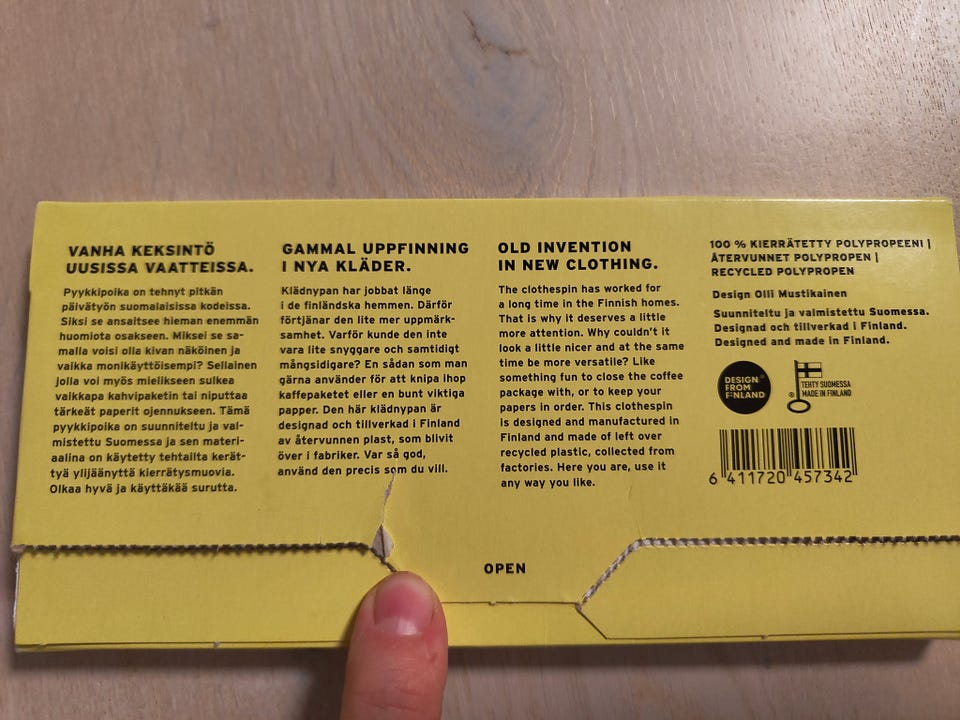 VANHA KEKSINTÖ
UUSISSA VAATTEISSA.
Pyykkipoika on tehnyt pitkän
päivätyön suomalaisissa kodeissa.
Siksi se ansaitsee hieman enemmän
huomiota osakseen. Miksei se sa-
malla voisi olla kivan näköinen ja
vaikka monikäyttöisempi? Sellainen
jolla voi myös mielikseen sulkea
vaikkapa kahvipaketin tai niputtaa
tärkeät paperit ojennukseen. Tämä
pyykkipoika on suunniteltu ja val-
mistettu Suomessa ja sen materi-
aalina on käytetty tehtailta kerät-
tyä ylijäänyttä kierrätysmuovia.
Olkaa hyvä ja käyttäkää surutta.
GAMMAL UPPFINNING
I NYA KLÄDER.
Klädnypan har jobbat länge
i de finländska hemmen. Därför
förtjänar den lite mer uppmärk-
samhet. Varför kunde den inte
vara lite snyggare och samtidigt
mångsidigare? En sådan som man
gärna använder för att knipa ihop
kaffepaketet eller en bunt viktiga
papper. Den här klädnypan är
designad och tillverkad i Finland
av återvunnen plast, som blivit
över i fabriker. Var så god,
använd den precis som du vill.
OLD INVENTION
IN NEW CLOTHING.
The clothespin has worked for
a long time in the Finnish homes.
That is why it deserves a little
more attention. Why couldn't it
look a little nicer and at the same
time be more versatile? Like
something fun to close the coffee
package with, or to keep your
papers in order. This clothespin
is designed and manufactured in
Finland and made of left over
recycled plastic, collected from
factories. Here you are, use it
any way you like.
100 % KIERRÄTETTY POLYPROPEENI |
ÅTERVUNNET POLYPROPEN |
RECYCLED POLYPROPEN
Design Olli Mustikainen
Suunniteltu ja valmistettu Suomessa.
Designad och tillverkad i Finland.
Designed and made in Finland.
DESIGN
FROM
FINLAND
TEHTY SUOMESSA
MADE IN FINLAND
6 411720 457342
OPEN